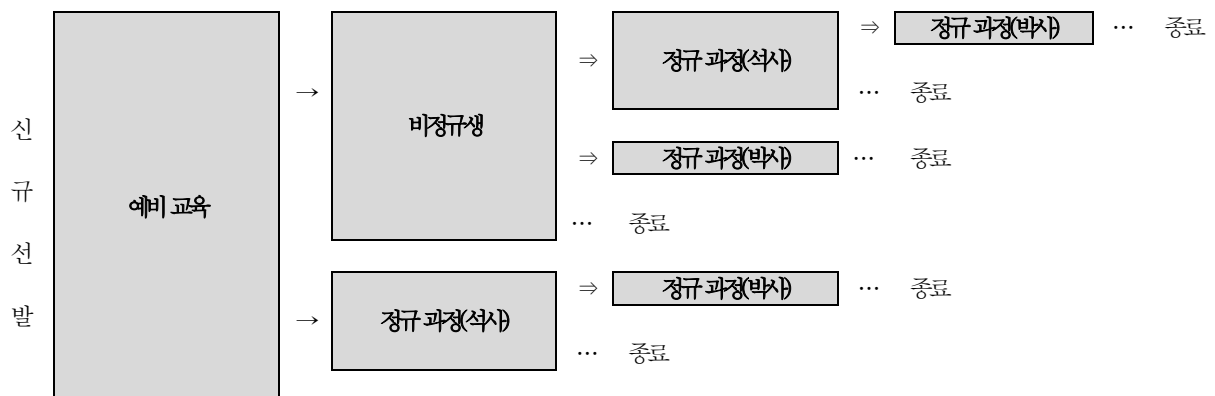 신규선발
예비 교육
→ 비정규생
⇒ 정규 과정(석사)
⇒ 정규 과정(박사) … 종료
… 종료
⇒ 정규 과정(박사) … 종료
… 종료
→ 정규 과정(석사)
⇒ 정규 과정(박사) … 종료
… 종료